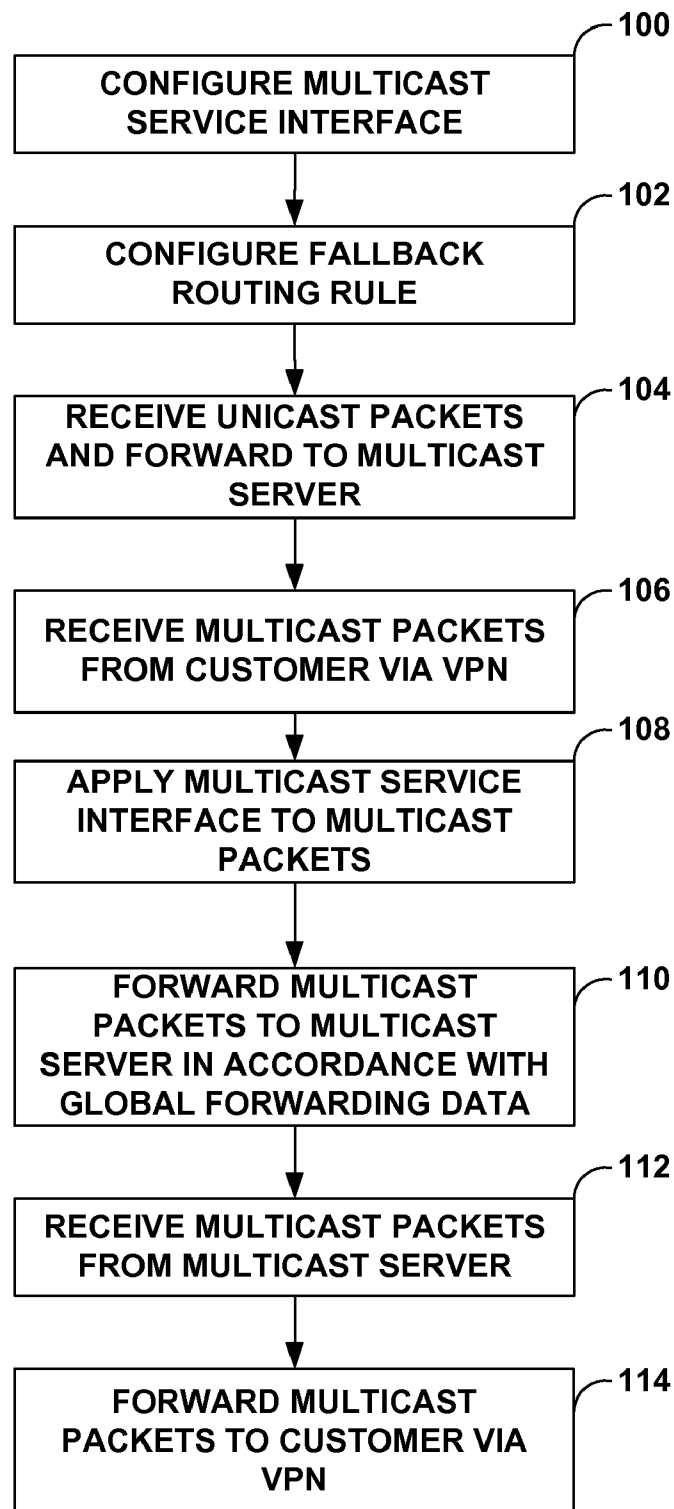 100
CONFIGURE MULTICAST
SERVICE INTERFACE
102
CONFIGURE FALLBACK
ROUTING RULE
104
RECEIVE UNICAST PACKETS
AND FORWARD TO MULTICAST
SERVER
106
RECEIVE MULTICAST PACKETS
FROM CUSTOMER VIA VPN
108
APPLY MULTICAST SERVICE
INTERFACE TO MULTICAST
PACKETS
110
FORWARD MULTICAST
PACKETS TO MULTICAST
SERVER IN ACCORDANCE WITH
GLOBAL FORWARDING DATA
112
RECEIVE MULTICAST PACKETS
FROM MULTICAST SERVER
114
FORWARD MULTICAST
PACKETS TO CUSTOMER VIA
VPN